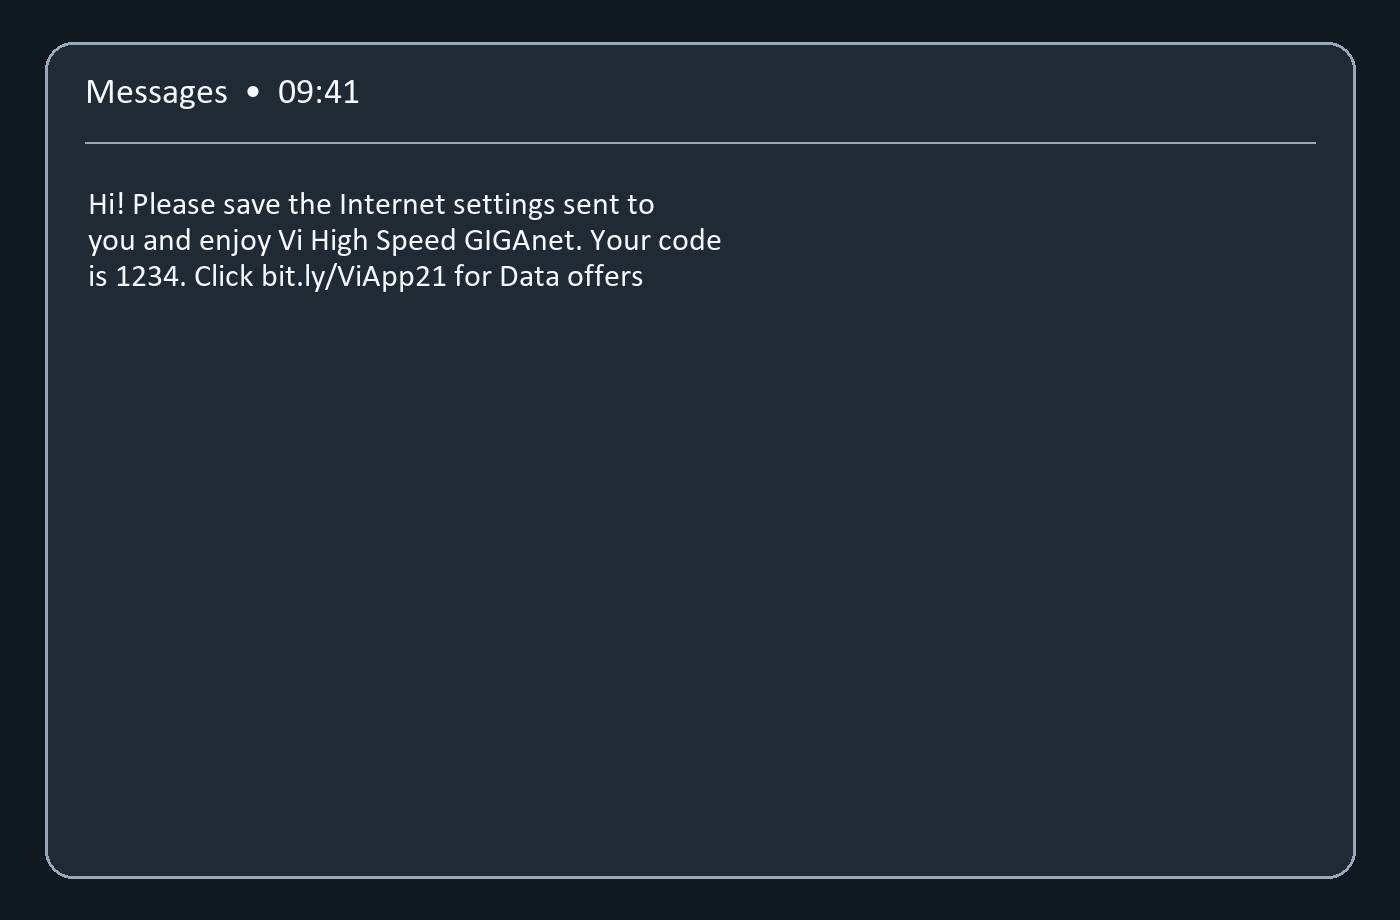 Messages • 09:41
Hi! Please save the Internet settings sent to
you and enjoy Vi High Speed GIGAnet. Your code
is 1234. Click bit.ly/ViApp21 for Data offers